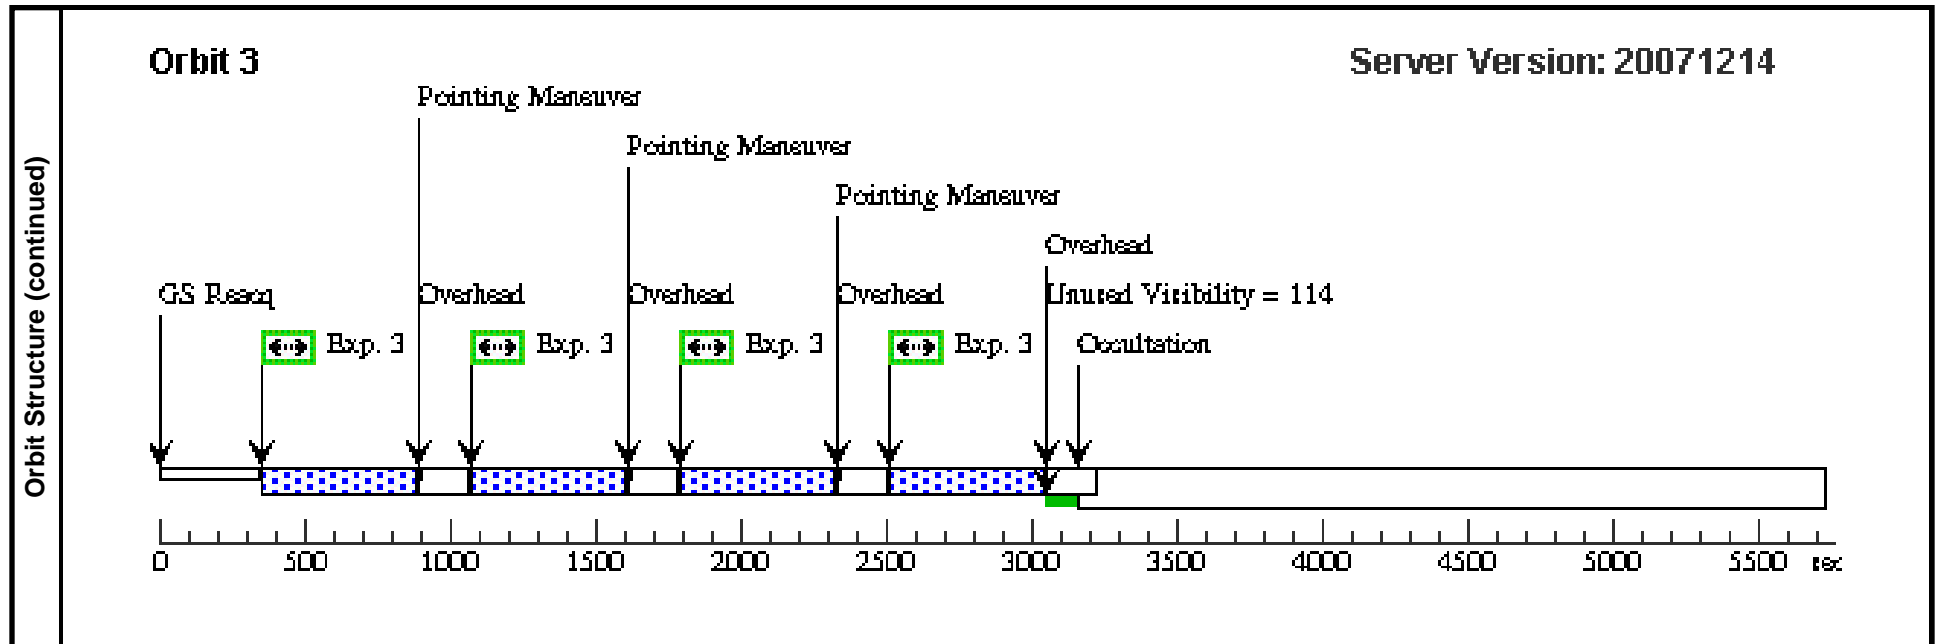 Orbit Structure (continued)
Orbit 3
Server Version: 20071214
Pointing Maneuver
Pointing Maneuver
Pointing Maneuver
Overhead
GS Reacq
Overhead
Overhead
Overhead
Unused Visibility = 114
Exp. 3
Exp. 3
Exp. 3
Exp. 3
Occultation
0 500 1000 1500 2000 2500 3000 3500 4000 4500 5000 5500 sec